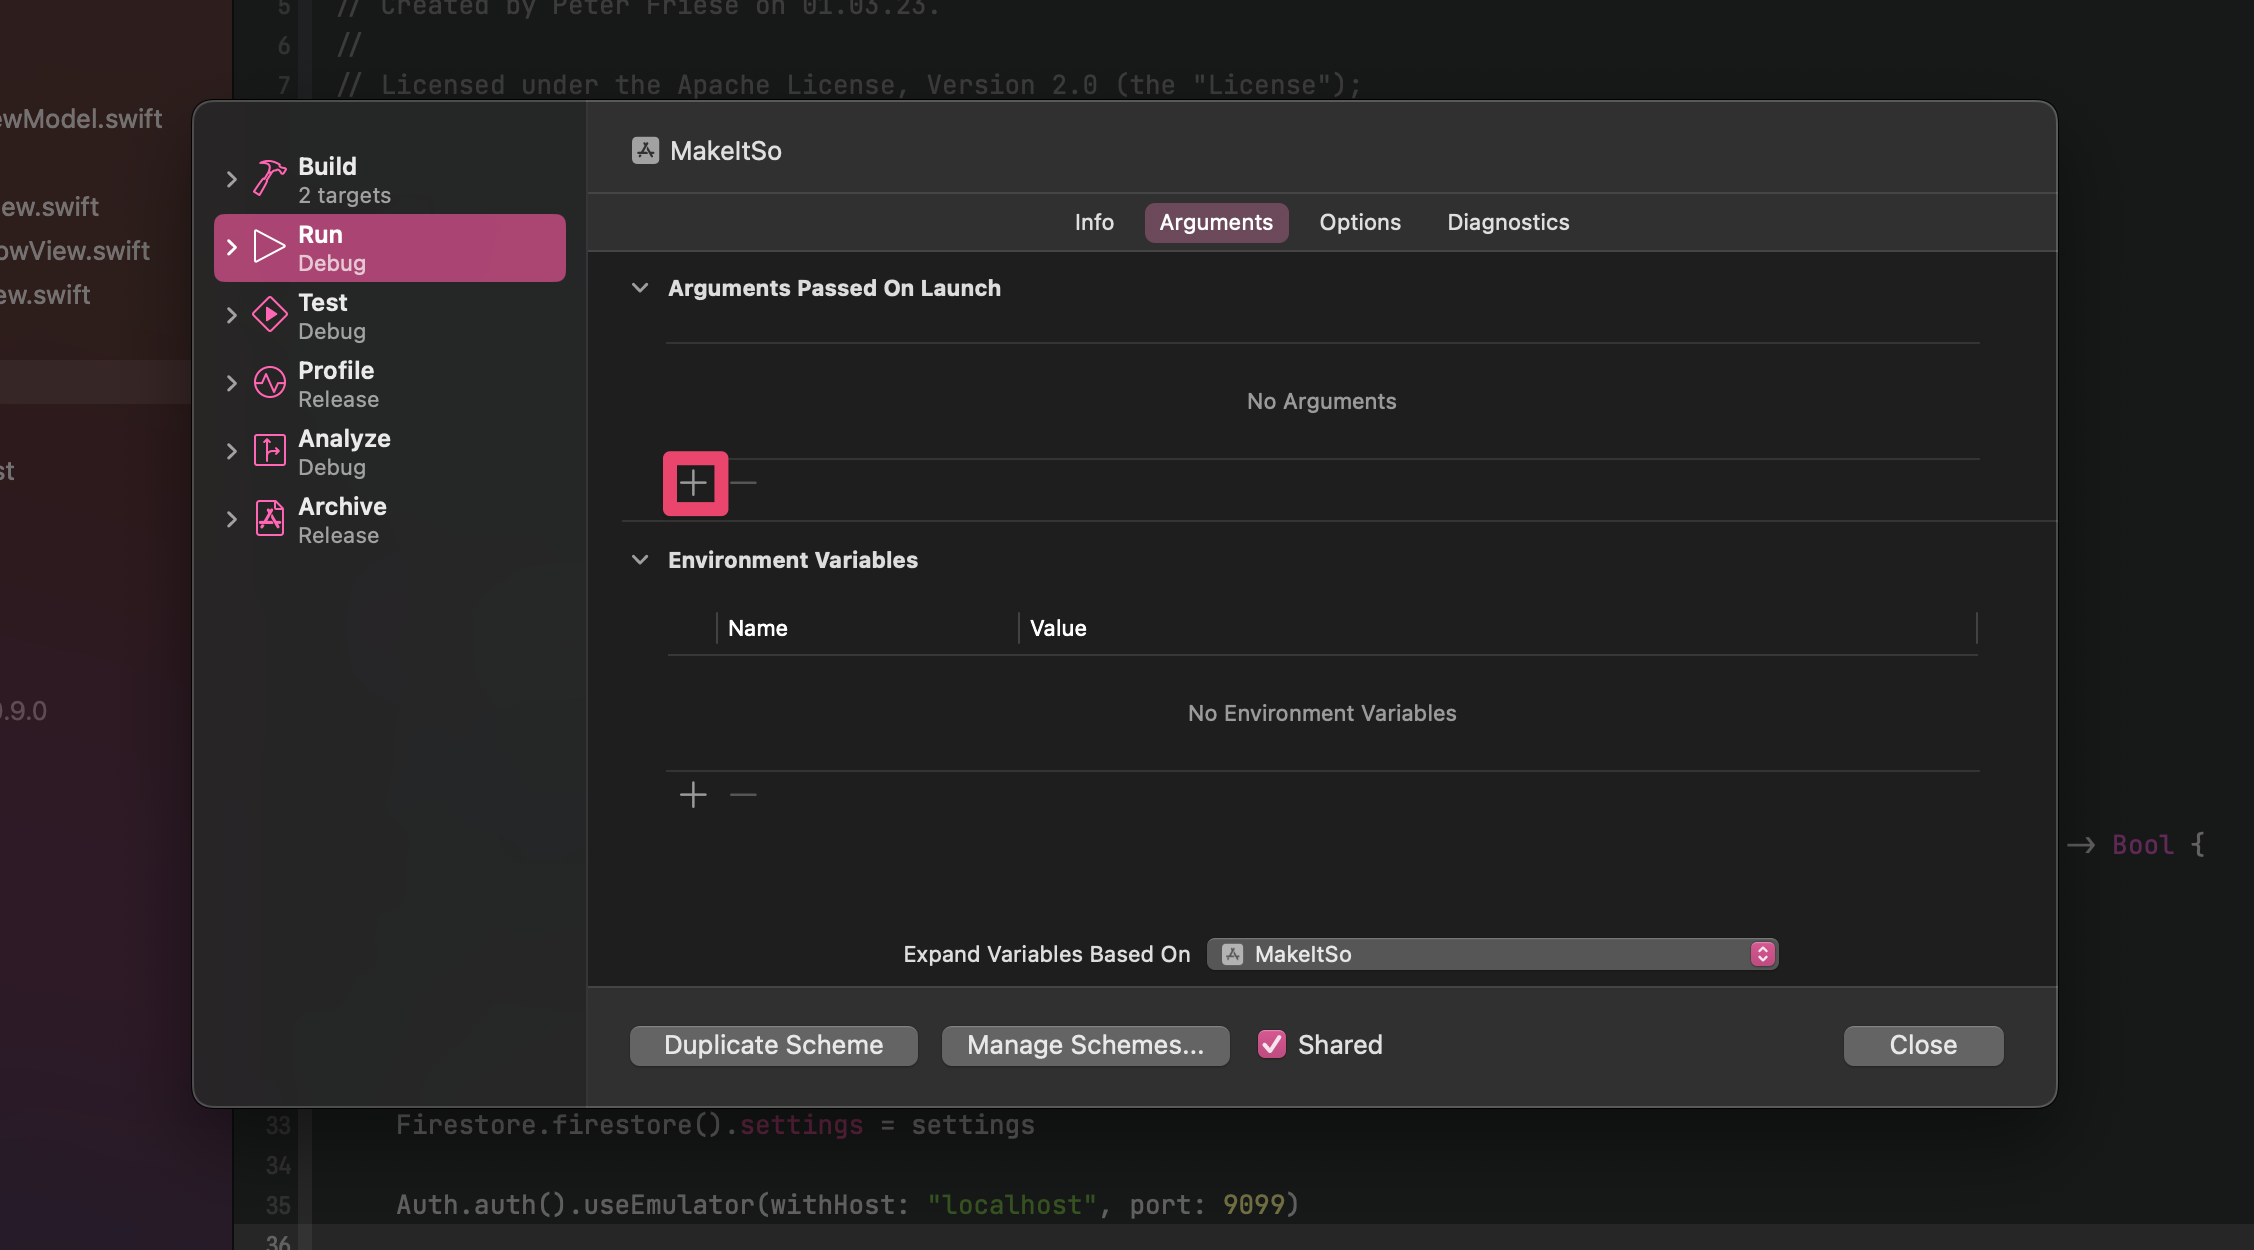 5 // Created by Peter Friese on 01.03.23.
6 //
7 // Licensed under the Apache License, Version 2.0 (the "License");
ewModel.swift
ew.swift
owView.swift
ew.swift
st
0.9.0
Build
2 targets
Run
Debug
Test
Debug
Profile
Release
Analyze
Debug
Archive
Release
MakeItSo
Info Arguments Options Diagnostics
Arguments Passed On Launch
No Arguments
Environment Variables
Name Value
No Environment Variables
Expand Variables Based On MakeItSo
Duplicate Scheme Manage Schemes... Shared Close
-> Bool {
33 Firestore.firestore().settings = settings
34
35 Auth.auth().useEmulator(withHost: "localhost", port: 9099)
36